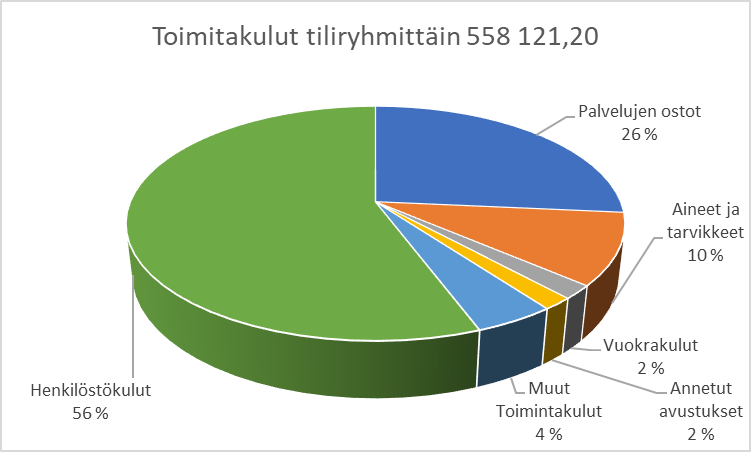 Toimitakulut tiliryhmittäin 558 121,20
Palvelujen ostot
26 %
Aineet ja
tarvikkeet
10 %
Vuokrakulut
2 %
Annetut
avustukset
2 %
Muut
Toimintakulut
4 %
Henkilöstökulut
56 %